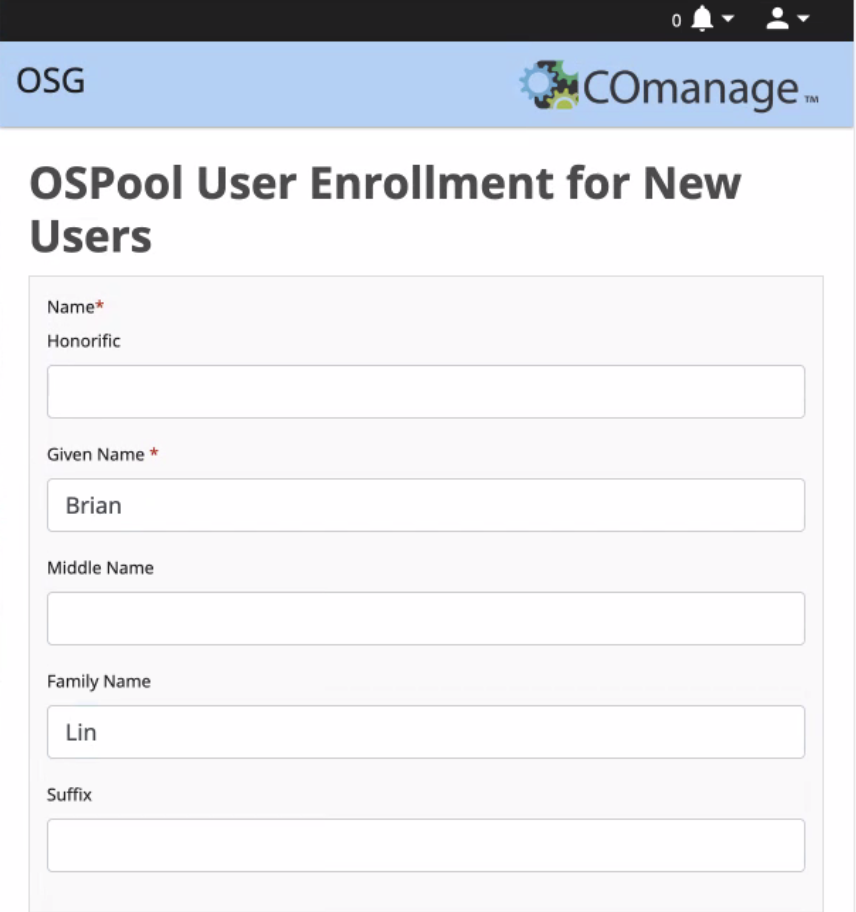 0
OSG
COmanage™
OSPool User Enrollment for New
Users
Name*
Honorific
Given Name *
Brian
Middle Name
Family Name
Lin
Suffix